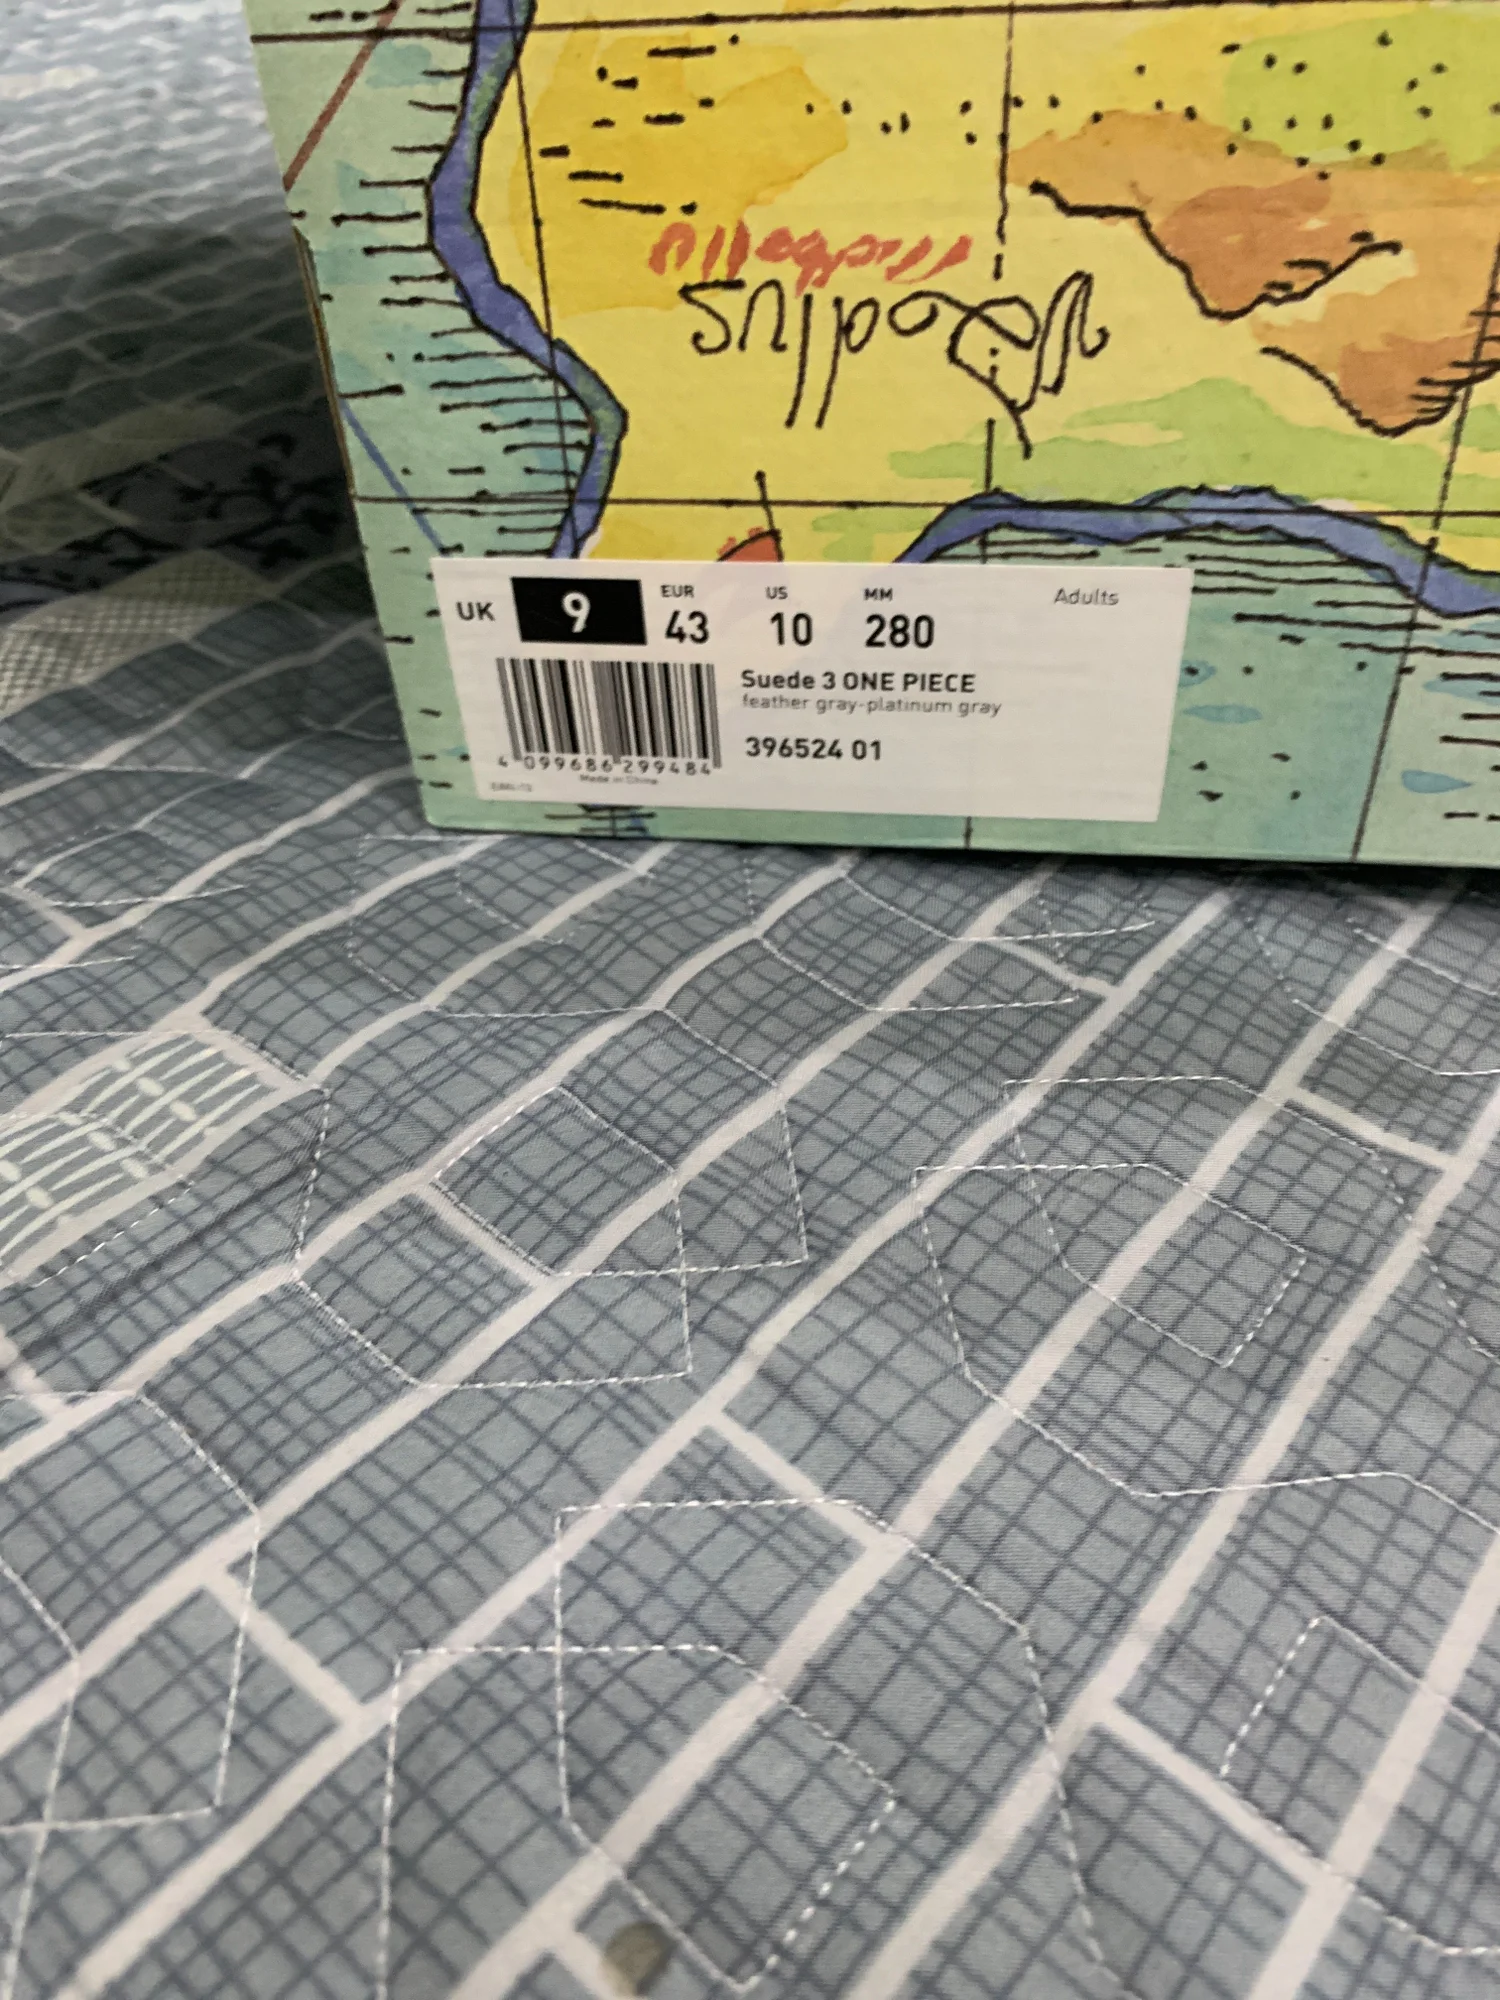 UK 9 EUR 43 US 10 MM 280 Adults
Suede 3 ONE PIECE
feather gray-platinum gray
396524 01
4 099686 299484
Made in China